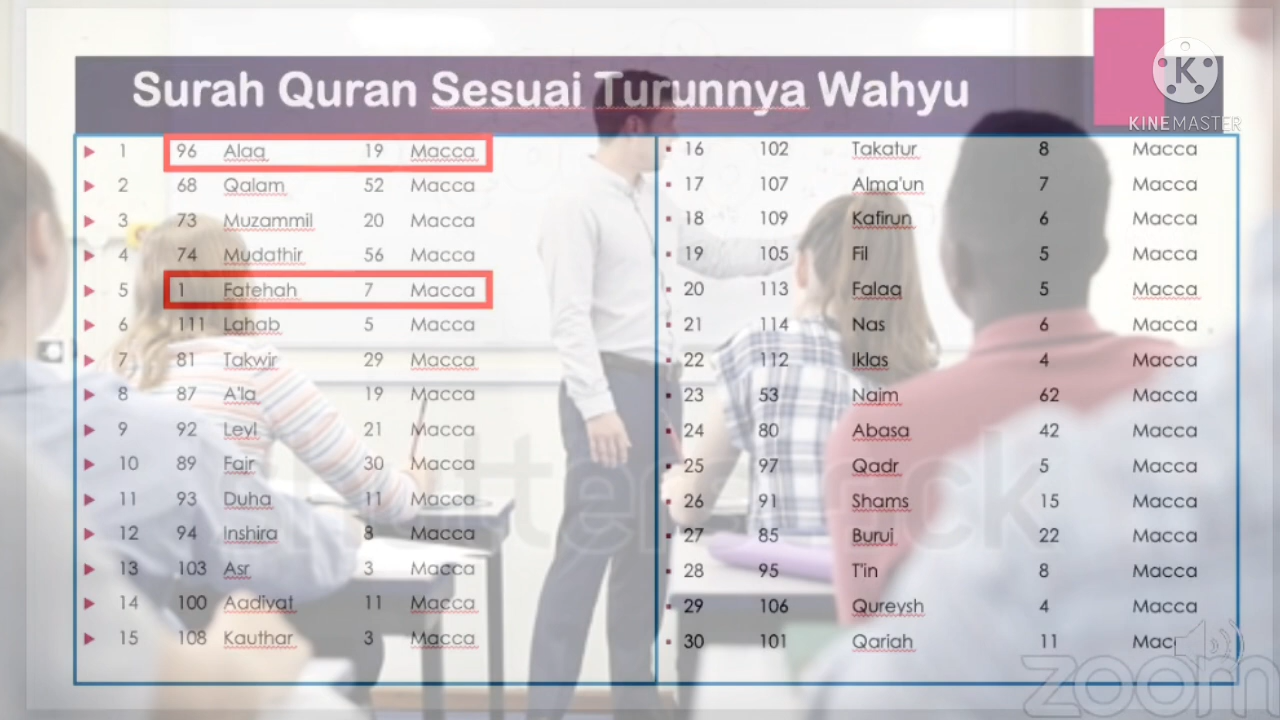 Surah Quran Sesuai Turunnya Wahyu
K
KINEMASTER
1 96 Alaq 19 Macca
2 68 Qalam 52 Macca
3 73 Muzammil 20 Macca
4 74 Mudathir 56 Macca
5 1 Fatehah 7 Macca
6 111 Lahab 5 Macca
7 81 Takwir 29 Macca
8 87 A'la 19 Macca
9 92 Leyl 21 Macca
10 89 Fajr 30 Macca
11 93 Duha 11 Macca
12 94 Inshira 8 Macca
13 103 Asr 3 Macca
14 100 Aadiyat 11 Macca
15 108 Kauthar 3 Macca
16 102 Takatur 8 Macca
17 107 Alma'un 7 Macca
18 109 Kafirun 6 Macca
19 105 Fil 5 Macca
20 113 Falaq 5 Macca
21 114 Nas 6 Macca
22 112 Iklas 4 Macca
23 53 Najm 62 Macca
24 80 Abasa 42 Macca
25 97 Qadr 5 Macca
26 91 Shams 15 Macca
27 85 Buruj 22 Macca
28 95 T'in 8 Macca
29 106 Qureysh 4 Macca
30 101 Qariah 11 Mac
shutterstock
zoom